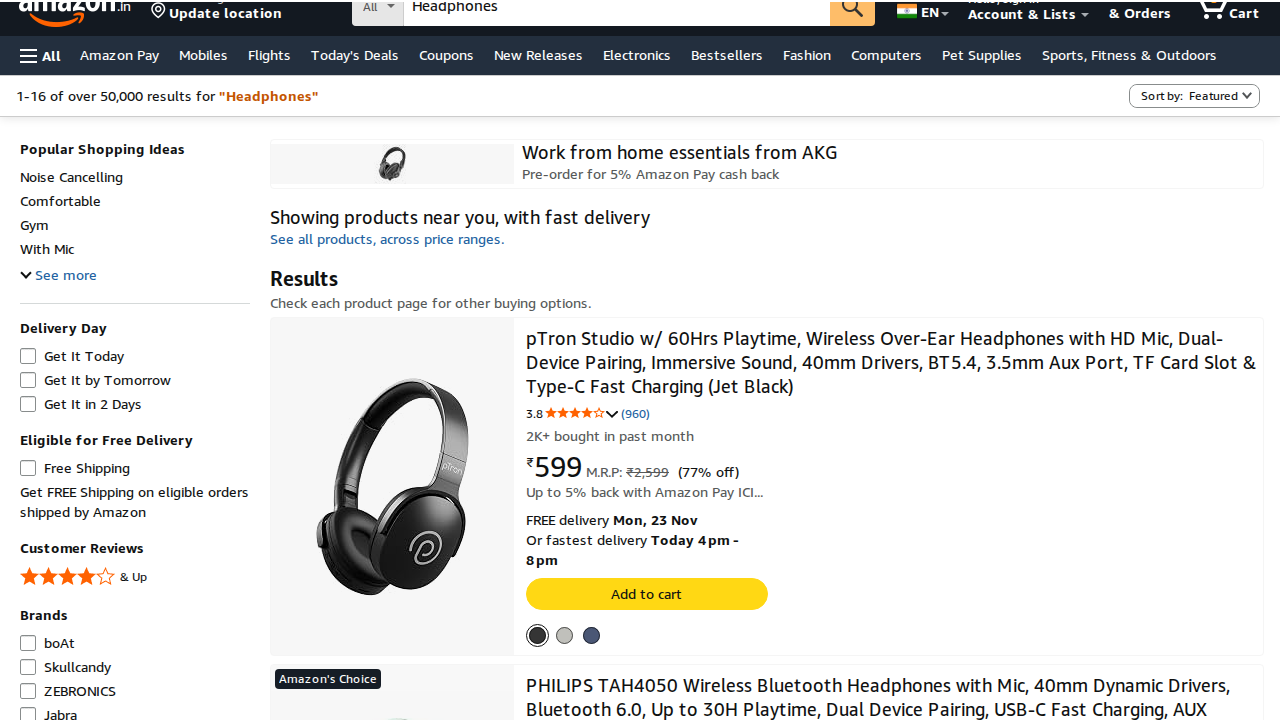 amazon.in
Update location
All
Headphones
EN
Account & Lists
& Orders
Cart
All
Amazon Pay
Mobiles
Flights
Today's Deals
Coupons
New Releases
Electronics
Bestsellers
Fashion
Computers
Pet Supplies
Sports, Fitness & Outdoors
1-16 of over 50,000 results for "Headphones"
Sort by: Featured
Popular Shopping Ideas
Noise Cancelling
Comfortable
Gym
With Mic
See more
Delivery Day
Get It Today
Get It by Tomorrow
Get It in 2 Days
Eligible for Free Delivery
Free Shipping
Get FREE Shipping on eligible orders
shipped by Amazon
Customer Reviews
& Up
Brands
boAt
Skullcandy
ZEBRONICS
Jabra
Work from home essentials from AKG
Pre-order for 5% Amazon Pay cash back
Showing products near you, with fast delivery
See all products, across price ranges.
Results
Check each product page for other buying options.
pTron
pTron Studio w/ 60Hrs Playtime, Wireless Over-Ear Headphones with HD Mic, Dual-
Device Pairing, Immersive Sound, 40mm Drivers, BT5.4, 3.5mm Aux Port, TF Card Slot &
Type-C Fast Charging (Jet Black)
3.8 (960)
2K+ bought in past month
₹599 M.R.P: ₹2,599 (77% off)
Up to 5% back with Amazon Pay ICI...
FREE delivery Mon, 23 Nov
Or fastest delivery Today 4 pm -
8 pm
Add to cart
Amazon's Choice
PHILIPS TAH4050 Wireless Bluetooth Headphones with Mic, 40mm Dynamic Drivers,
Bluetooth 6.0, Up to 30H Playtime, Dual Device Pairing, USB-C Fast Charging, AUX